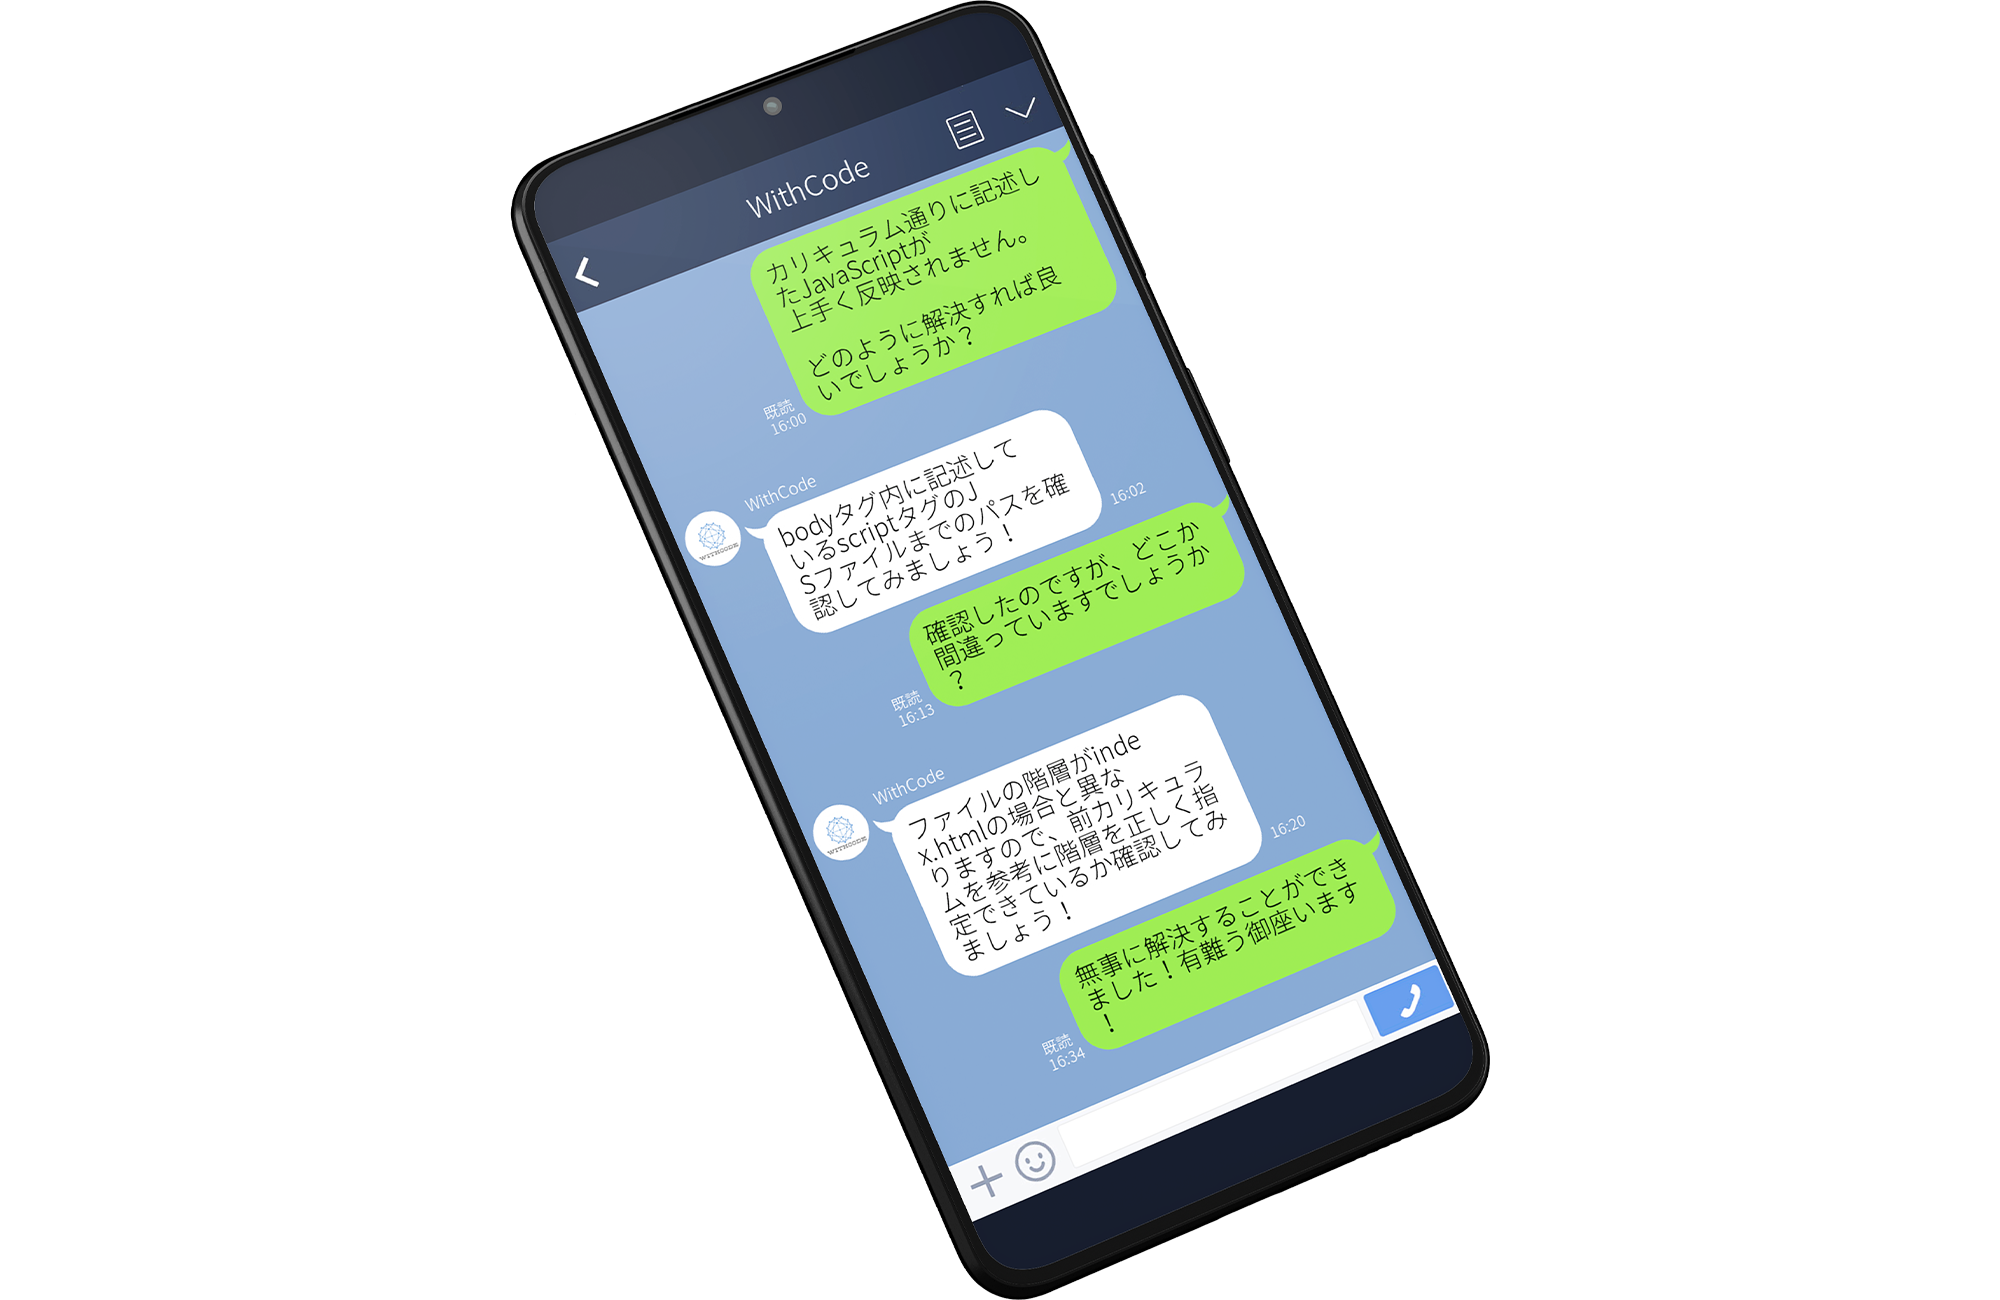 WithCode
カリキュラム通りに記述し
たJavaScriptが
上手く反映されません。
どのように解決すれば良
いでしょうか？
既読
16:00
WithCode
WITHCODE
bodyタグ内に記述して
いるscriptタグのJ
Sファイルまでのパスを確
認してみましょう！
16:02
確認したのですが、どこか
間違っていますでしょうか
？
既読
16:13
WithCode
WITHCODE
ファイルの階層がinde
x.htmlの場合と異な
りますので、前カリキュラ
ムを参考に階層を正しく指
定できているか確認してみ
ましょう！
16:20
無事に解決することができ
ました！有難う御座います
！
既読
16:34